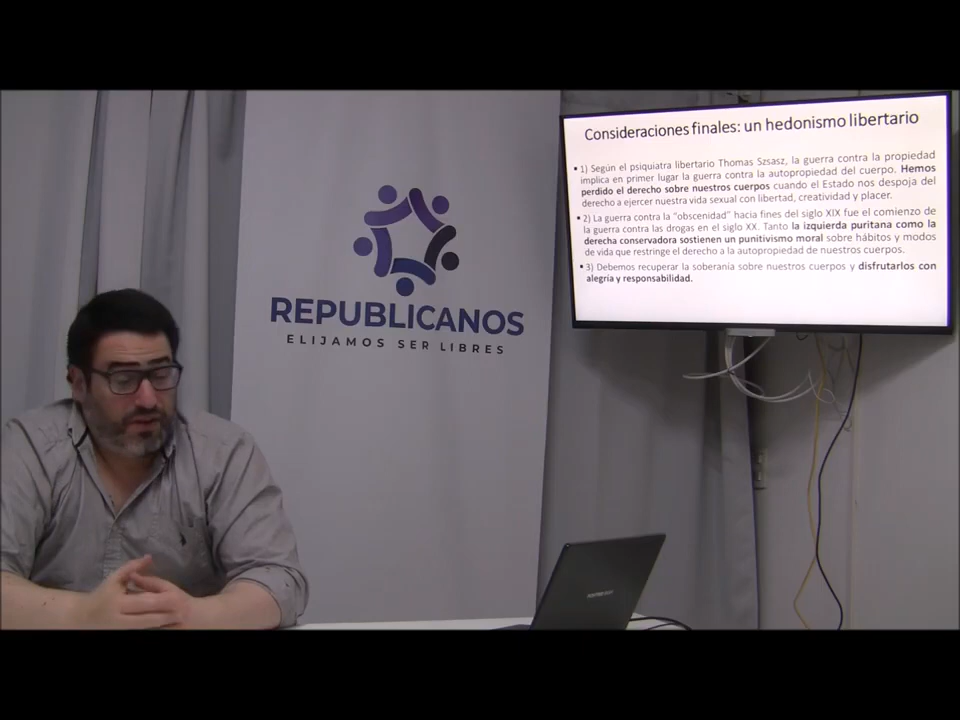 Consideraciones finales: un hedonismo libertario
▪ 1) Según el psiquiatra libertario Thomas Szsasz, la guerra contra la propiedad
implica en primer lugar la guerra contra la autopropiedad del cuerpo. Hemos
perdido el derecho sobre nuestros cuerpos cuando el Estado nos despoja del
derecho a ejercer nuestra vida sexual con libertad, creatividad y placer.
▪ 2) La guerra contra la "obscenidad" hacia fines del siglo XIX fue el comienzo de
la guerra contra las drogas en el siglo XX. Tanto la izquierda puritana como la
derecha conservadora sostienen un punitivismo moral sobre hábitos y modos
de vida que restringe el derecho a la autopropiedad de nuestros cuerpos.
▪ 3) Debemos recuperar la soberanía sobre nuestros cuerpos y disfrutarlos con
alegría y responsabilidad.
REPUBLICANOS
ELIJAMOS SER LIBRES